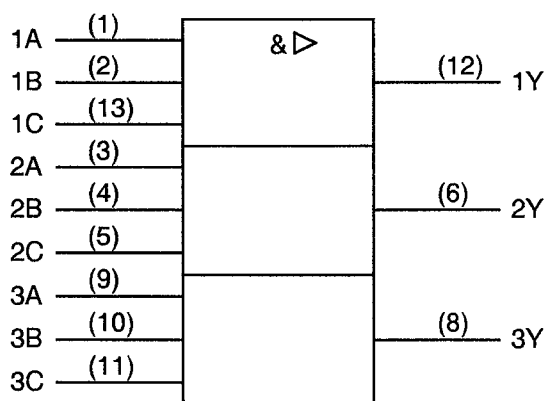 1A (1) & ▷
1B (2) (12) 1Y
1C (13)
2A (3)
2B (4) (6) 2Y
2C (5)
3A (9)
3B (10) (8) 3Y
3C (11)